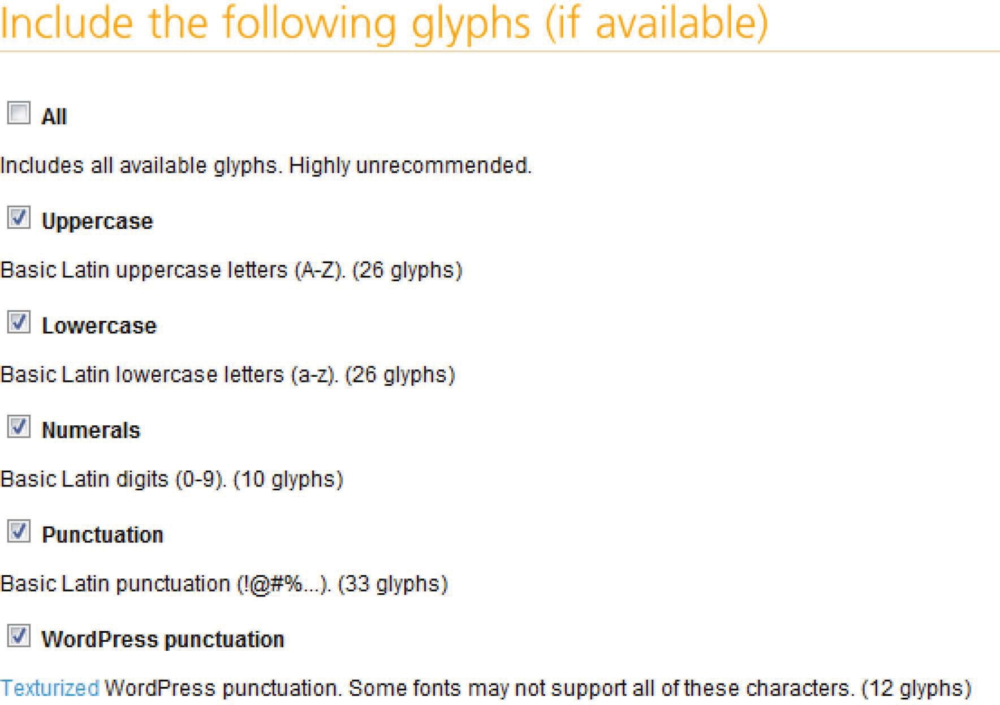 Include the following glyphs (if available)
All
Includes all available glyphs. Highly unrecommended.
Uppercase
Basic Latin uppercase letters (A-Z). (26 glyphs)
Lowercase
Basic Latin lowercase letters (a-z). (26 glyphs)
Numerals
Basic Latin digits (0-9). (10 glyphs)
Punctuation
Basic Latin punctuation (!@#%...). (33 glyphs)
WordPress punctuation
Texturized WordPress punctuation. Some fonts may not support all of these characters. (12 glyphs)